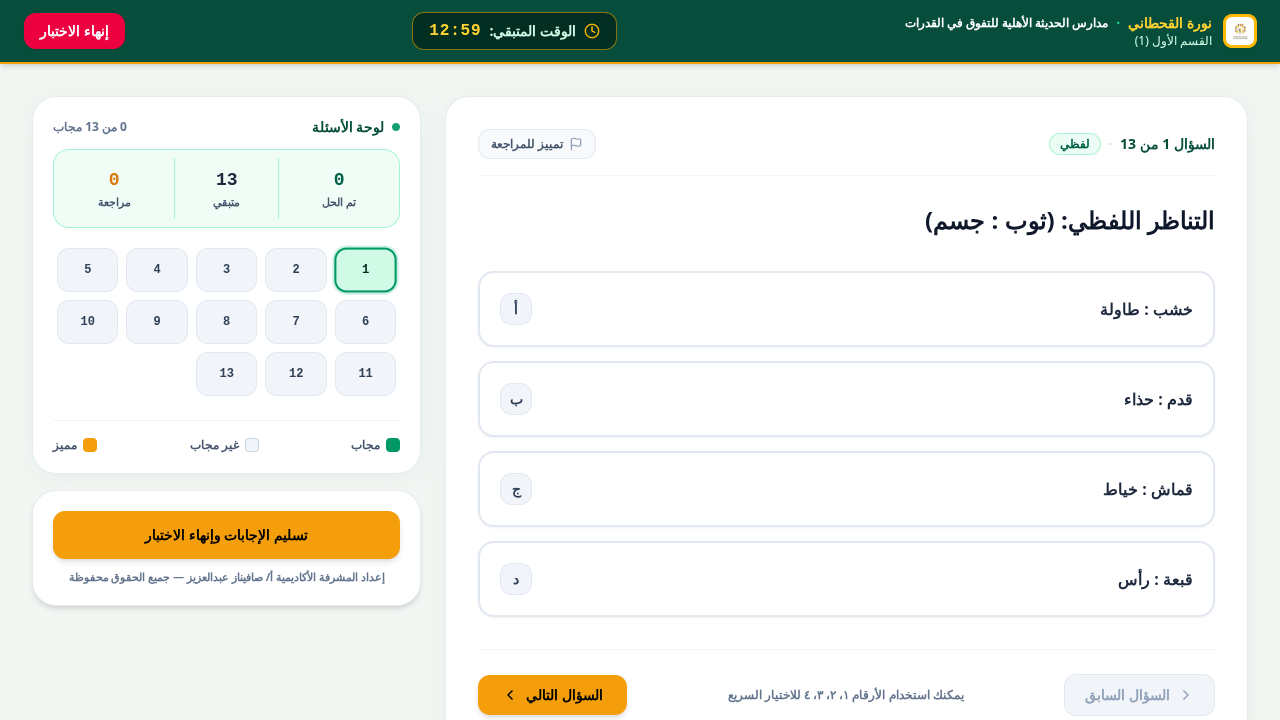 نورة القحطاني · مدارس الحديثة الأهلية للتفوق في القدرات
القسم الأول (1)
الوقت المتبقي: 12:59
إنهاء الاختبار
السؤال 1 من 13 · لفظي
تمييز للمراجعة
التناظر اللفظي: (ثوب : جسم)
خشب : طاولة أ
قدم : حذاء ب
قماش : خياط ج
قبعة : رأس د
السؤال السابق
يمكنك استخدام الأرقام ١، ٢، ٣، ٤ للاختيار السريع
السؤال التالي
لوحة الأسئلة
0 من 13 مجاب
0 13 0
تم الحل متبقي مراجعة
1 2 3 4 5
6 7 8 9 10
11 12 13
مجاب غير مجاب مميز
تسليم الإجابات وإنهاء الاختبار
إعداد المشرفة الأكاديمية أ/ صافيناز عبدالعزيز — جميع الحقوق محفوظة